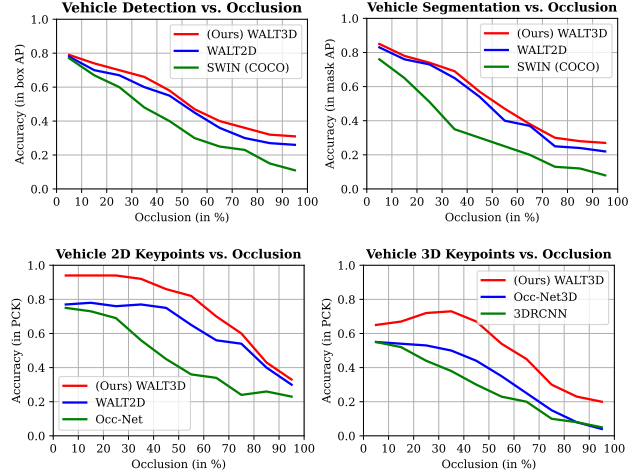 Vehicle Detection vs. Occlusion
Accuracy (in box AP)
1.0
0.8
0.6
0.4
0.2
0.0
(Ours) WALT3D
WALT2D
SWIN (COCO)
0 10 20 30 40 50 60 70 80 90 100
Occlusion (in %)
Vehicle Segmentation vs. Occlusion
Accuracy (in mask AP)
1.0
0.8
0.6
0.4
0.2
0.0
(Ours) WALT3D
WALT2D
SWIN (COCO)
0 10 20 30 40 50 60 70 80 90 100
Occlusion (in %)
Vehicle 2D Keypoints vs. Occlusion
Accuracy (in PCK)
1.0
0.8
0.6
0.4
0.2
0.0
(Ours) WALT3D
WALT2D
Occ-Net
0 10 20 30 40 50 60 70 80 90 100
Occlusion (in %)
Vehicle 3D Keypoints vs. Occlusion
Accuracy (in PCK)
1.0
0.8
0.6
0.4
0.2
0.0
(Ours) WALT3D
Occ-Net3D
3DRCNN
0 10 20 30 40 50 60 70 80 90 100
Occlusion (in %)